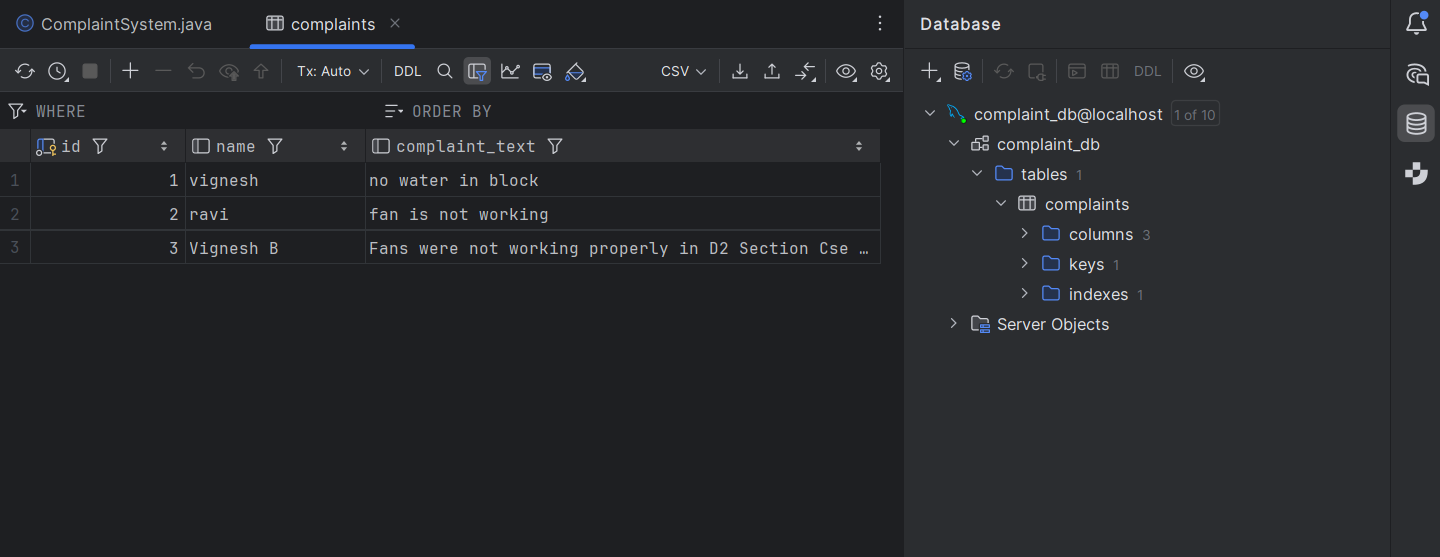 ComplaintSystem.java complaints
Tx: Auto DDL CSV
WHERE ORDER BY
id name complaint_text
1 1 vignesh no water in block
2 2 ravi fan is not working
3 3 Vignesh B Fans were not working properly in D2 Section Cse …
Database
DDL
complaint_db@localhost 1 of 10
complaint_db
tables 1
complaints
columns 3
keys 1
indexes 1
Server Objects